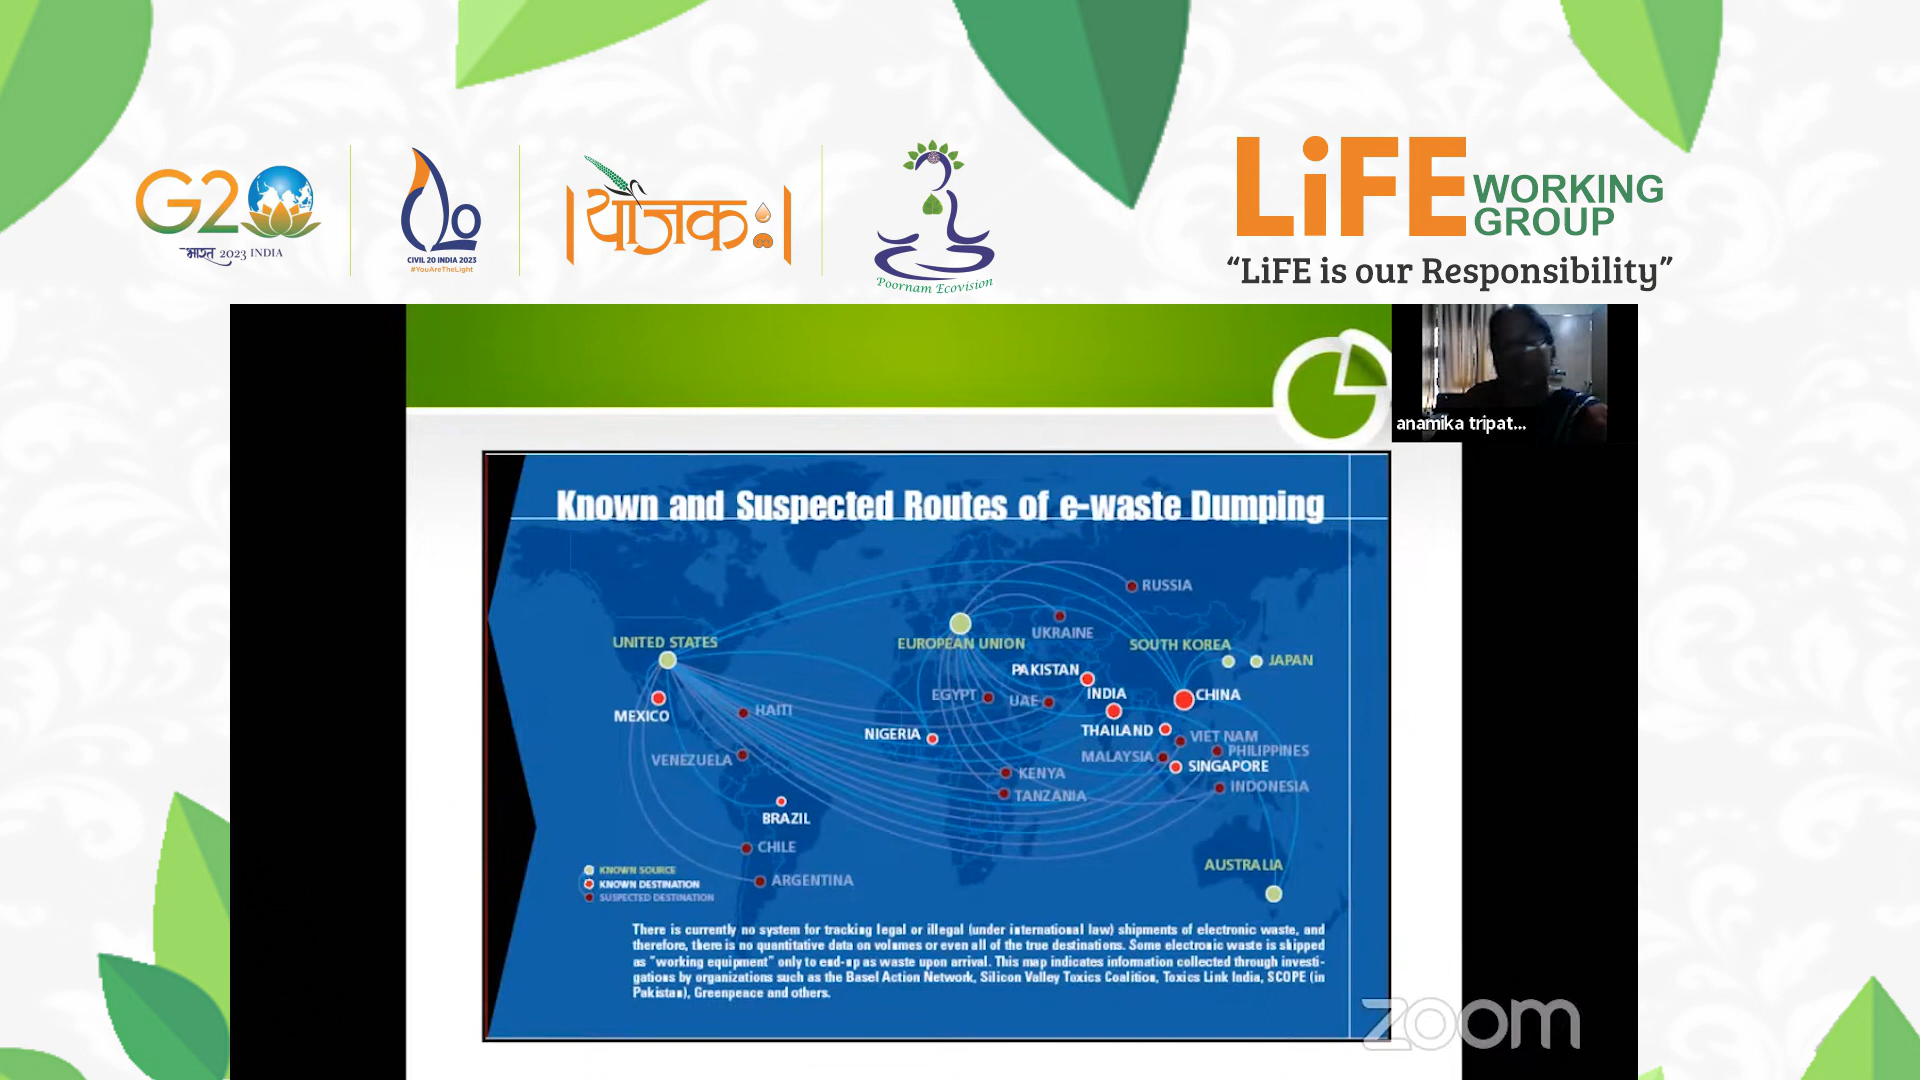 G20
भारत 2023 INDIA
CIVIL 20 INDIA 2023
#YouAreTheLight
। योजकः ।
Poornam Ecovision
LiFE WORKING
GROUP
“LiFE is our Responsibility”
anamika tripat...
Known and Suspected Routes of e-waste Dumping
RUSSIA
UKRAINE
UNITED STATES
EUROPEAN UNION
SOUTH KOREA
JAPAN
PAKISTAN
EGYPT
UAE
INDIA
CHINA
MEXICO
HAITI
NIGERIA
THAILAND
VIET NAM
VENEZUELA
MALAYSIA
PHILIPPINES
SINGAPORE
KENYA
INDONESIA
TANZANIA
BRAZIL
CHILE
AUSTRALIA
ARGENTINA
KNOWN SOURCE
KNOWN DESTINATION
SUSPECTED DESTINATION
There is currently no system for tracking legal or illegal (under international law) shipments of electronic waste, and
therefore, there is no quantitative data on volumes or even all of the true destinations. Some electronic waste is shipped
as "working equipment" only to end-up as waste upon arrival. This map indicates information collected through investi-
gations by organizations such as the Basel Action Network, Silicon Valley Toxics Coalition, Toxics Link India, SCOPE (in
Pakistan), Greenpeace and others.
zoom